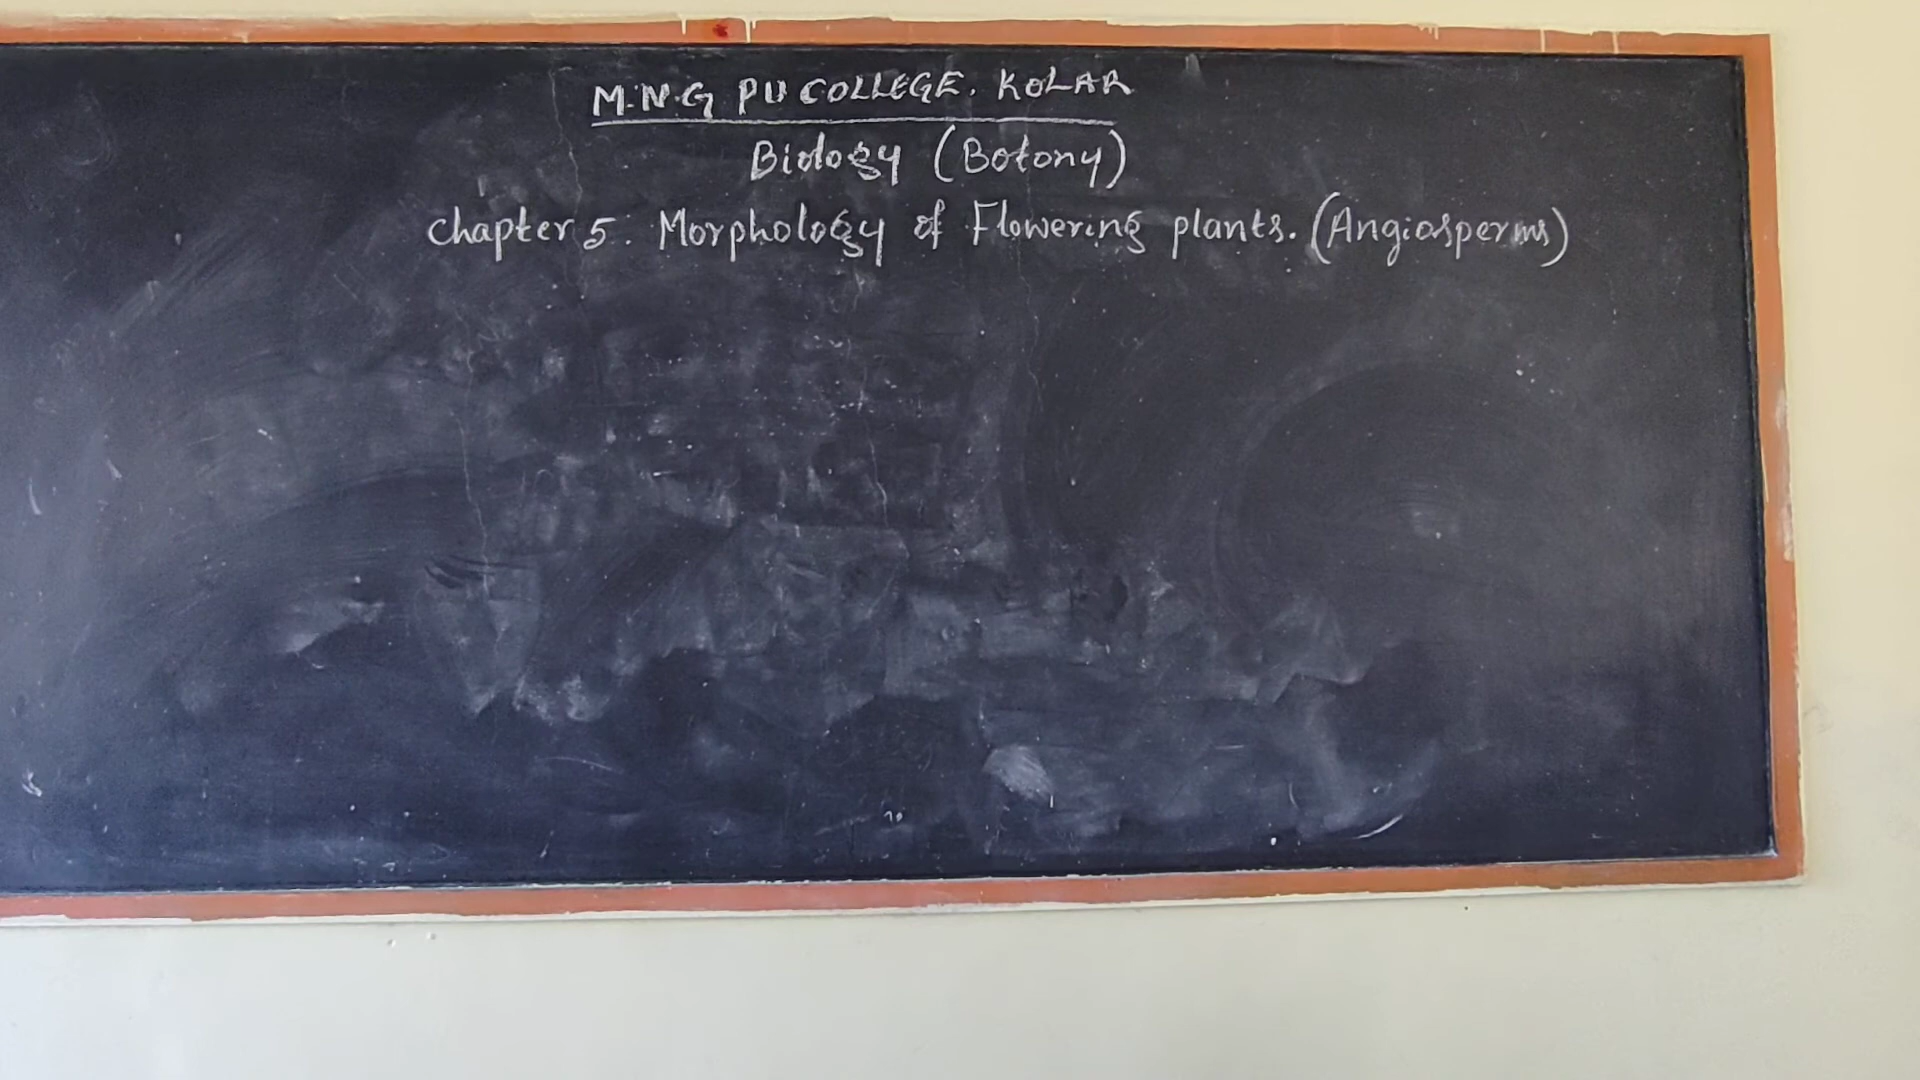 M.N.G PU COLLEGE. KOLAR
Biology (Botony)
Chapter 5. Morphology of Flowering plants. (Angiosperms)